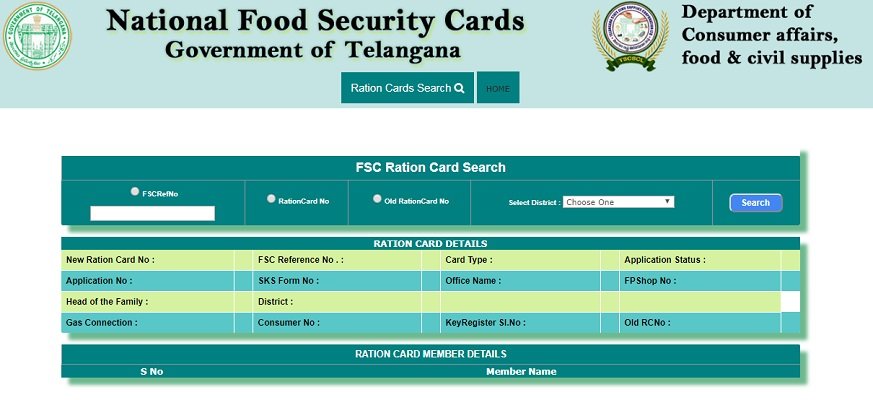 National Food Security Cards
Government of Telangana
Department of
Consumer affairs,
food & civil supplies
TSCSCL
Ration Cards Search
HOME
FSC Ration Card Search
FSCRefNo
RationCard No
Old RationCard No
Select District : Choose One
Search
RATION CARD DETAILS
New Ration Card No : FSC Reference No . : Card Type : Application Status :
Application No : SKS Form No : Office Name : FPShop No :
Head of the Family : District :
Gas Connection : Consumer No : KeyRegister Sl.No : Old RCNo :
RATION CARD MEMBER DETAILS
S No Member Name